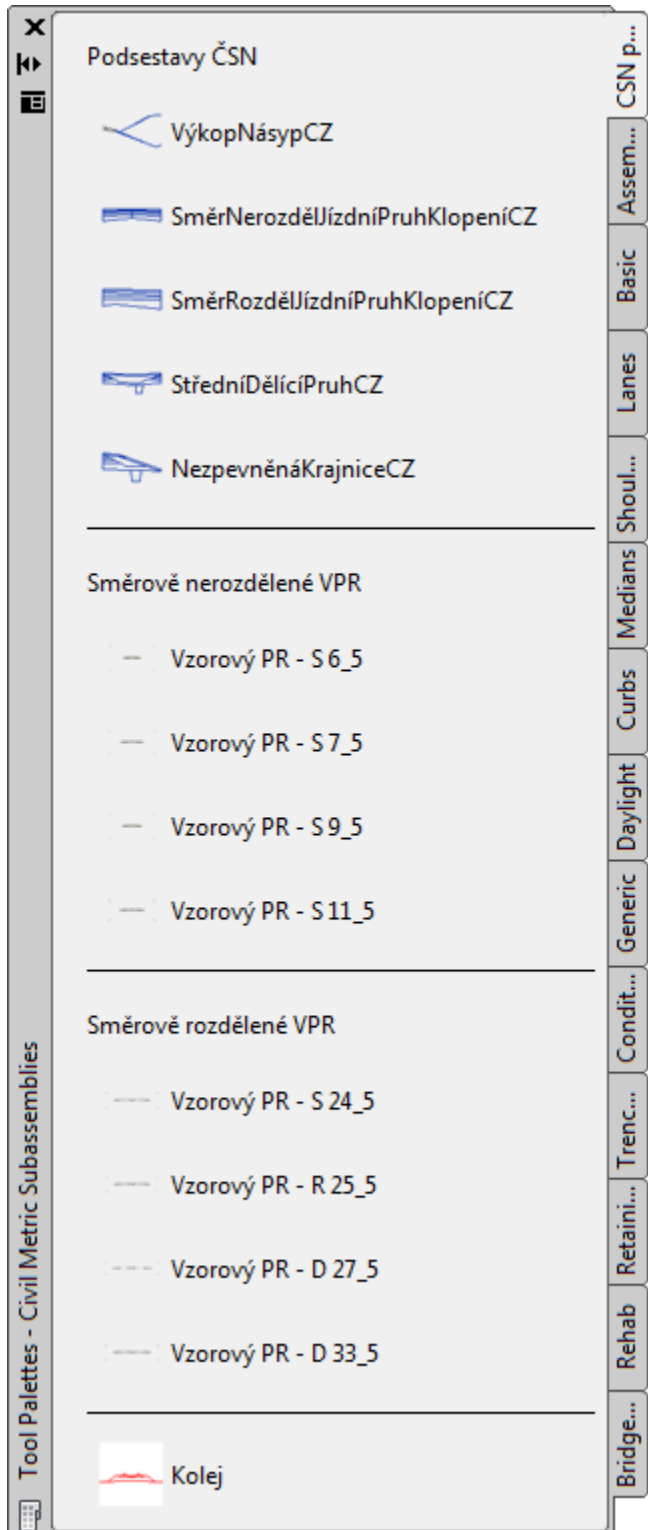 Podsestavy ČSN
VýkopNásypCZ
SměrNerozdělJízdníPruhKlopeníCZ
SměrRozdělJízdníPruhKlopeníCZ
StředníDělícíPruhCZ
NezpevněnáKrajniceCZ
Směrově nerozdělené VPR
Vzorový PR - S 6_5
Vzorový PR - S 7_5
Vzorový PR - S 9_5
Vzorový PR - S 11_5
Směrově rozdělené VPR
Vzorový PR - S 24_5
Vzorový PR - R 25_5
Vzorový PR - D 27_5
Vzorový PR - D 33_5
Kolej
Tool Palettes - Civil Metric Subassemblies
CSN p...
Assem...
Basic
Lanes
Shoul...
Medians
Curbs
Daylight
Generic
Condit...
Trenc...
Retaini...
Rehab
Bridge...